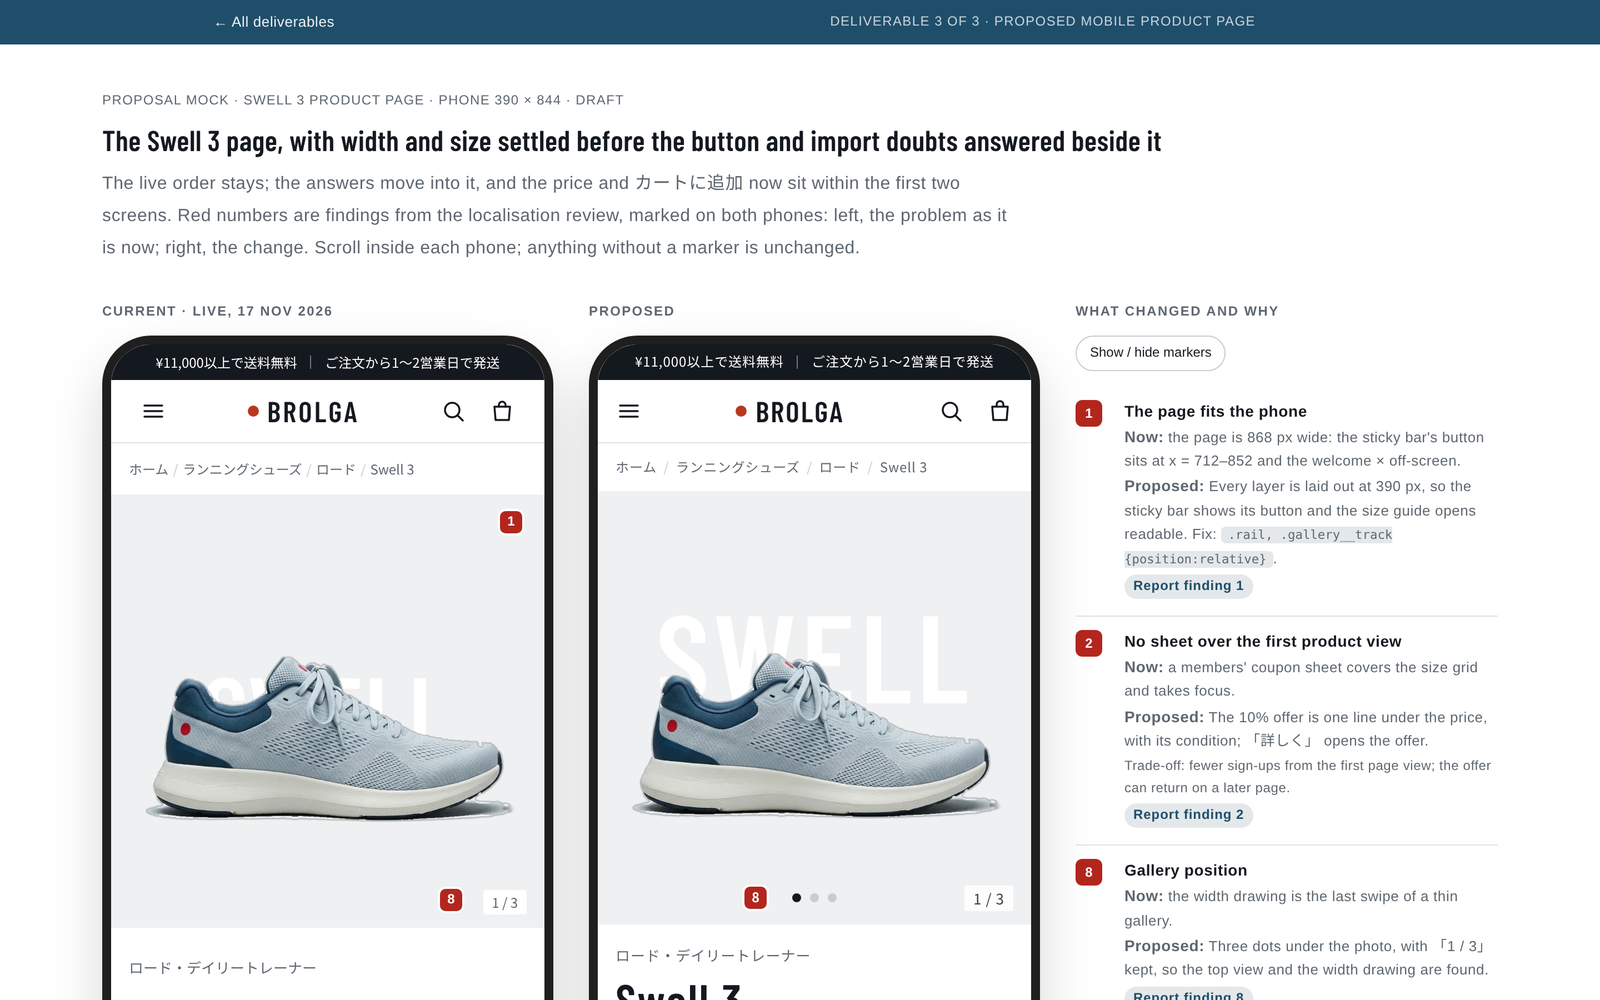 ← All deliverables
DELIVERABLE 3 OF 3 · PROPOSED MOBILE PRODUCT PAGE
PROPOSAL MOCK · SWELL 3 PRODUCT PAGE · PHONE 390 × 844 · DRAFT
The Swell 3 page, with width and size settled before the button and import doubts answered beside it
The live order stays; the answers move into it, and the price and カートに追加 now sit within the first two
screens. Red numbers are findings from the localisation review, marked on both phones: left, the problem as it
is now; right, the change. Scroll inside each phone; anything without a marker is unchanged.
CURRENT · LIVE, 17 NOV 2026
¥11,000以上で送料無料 | ご注文から1〜2営業日で発送
BROLGA
ホーム / ランニングシューズ / ロード / Swell 3
1
SWELL
8
1 / 3
ロード・デイリートレーナー
PROPOSED
¥11,000以上で送料無料 | ご注文から1〜2営業日で発送
BROLGA
ホーム / ランニングシューズ / ロード / Swell 3
SWELL
8
1 / 3
ロード・デイリートレーナー
Swell 3
WHAT CHANGED AND WHY
Show / hide markers
1
The page fits the phone
Now: the page is 868 px wide: the sticky bar's button
sits at x = 712–852 and the welcome × off-screen.
Proposed: Every layer is laid out at 390 px, so the
sticky bar shows its button and the size guide opens
readable. Fix: .rail, .gallery__track
{position:relative} .
Report finding 1
2
No sheet over the first product view
Now: a members' coupon sheet covers the size grid
and takes focus.
Proposed: The 10% offer is one line under the price,
with its condition; 「詳しく」 opens the offer.
Trade-off: fewer sign-ups from the first page view; the offer
can return on a later page.
Report finding 2
8
Gallery position
Now: the width drawing is the last swipe of a thin
gallery.
Proposed: Three dots under the photo, with 「1 / 3」
kept, so the top view and the width drawing are found.
Report finding 8